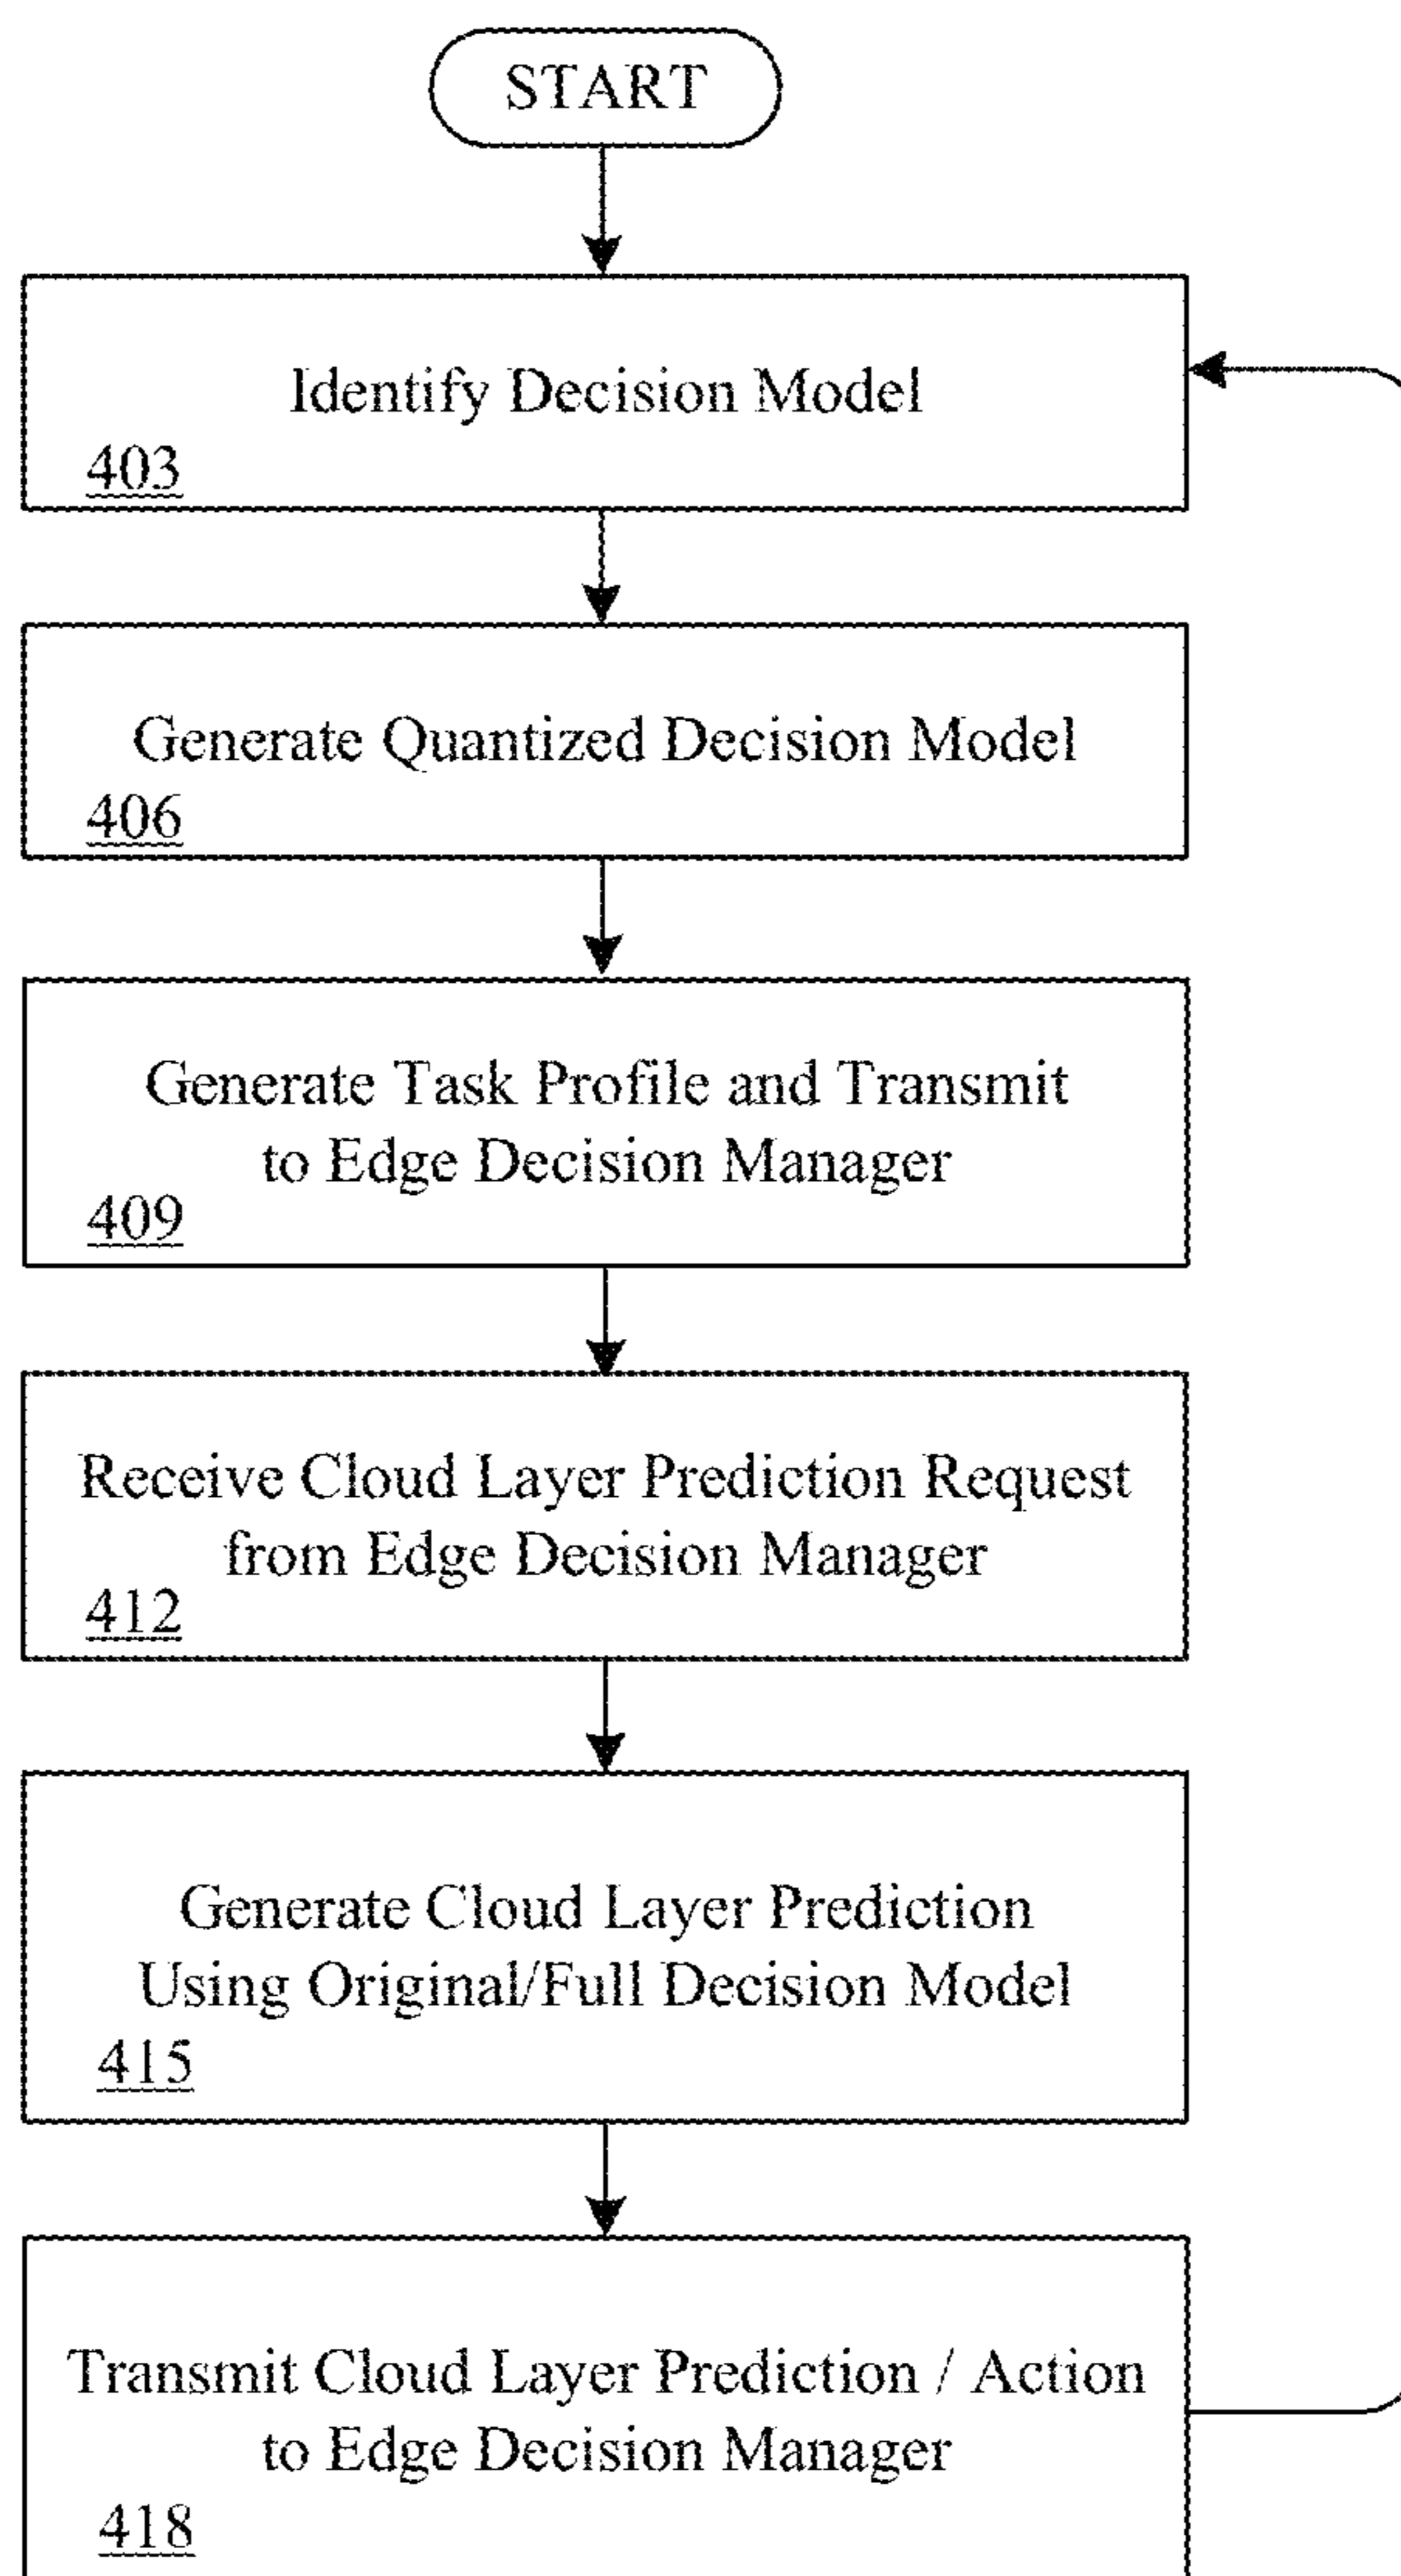 START
Identify Decision Model
403
Generate Quantized Decision Model
406
Generate Task Profile and Transmit
to Edge Decision Manager
409
Receive Cloud Layer Prediction Request
from Edge Decision Manager
412
Generate Cloud Layer Prediction
Using Original/Full Decision Model
415
Transmit Cloud Layer Prediction / Action
to Edge Decision Manager
418